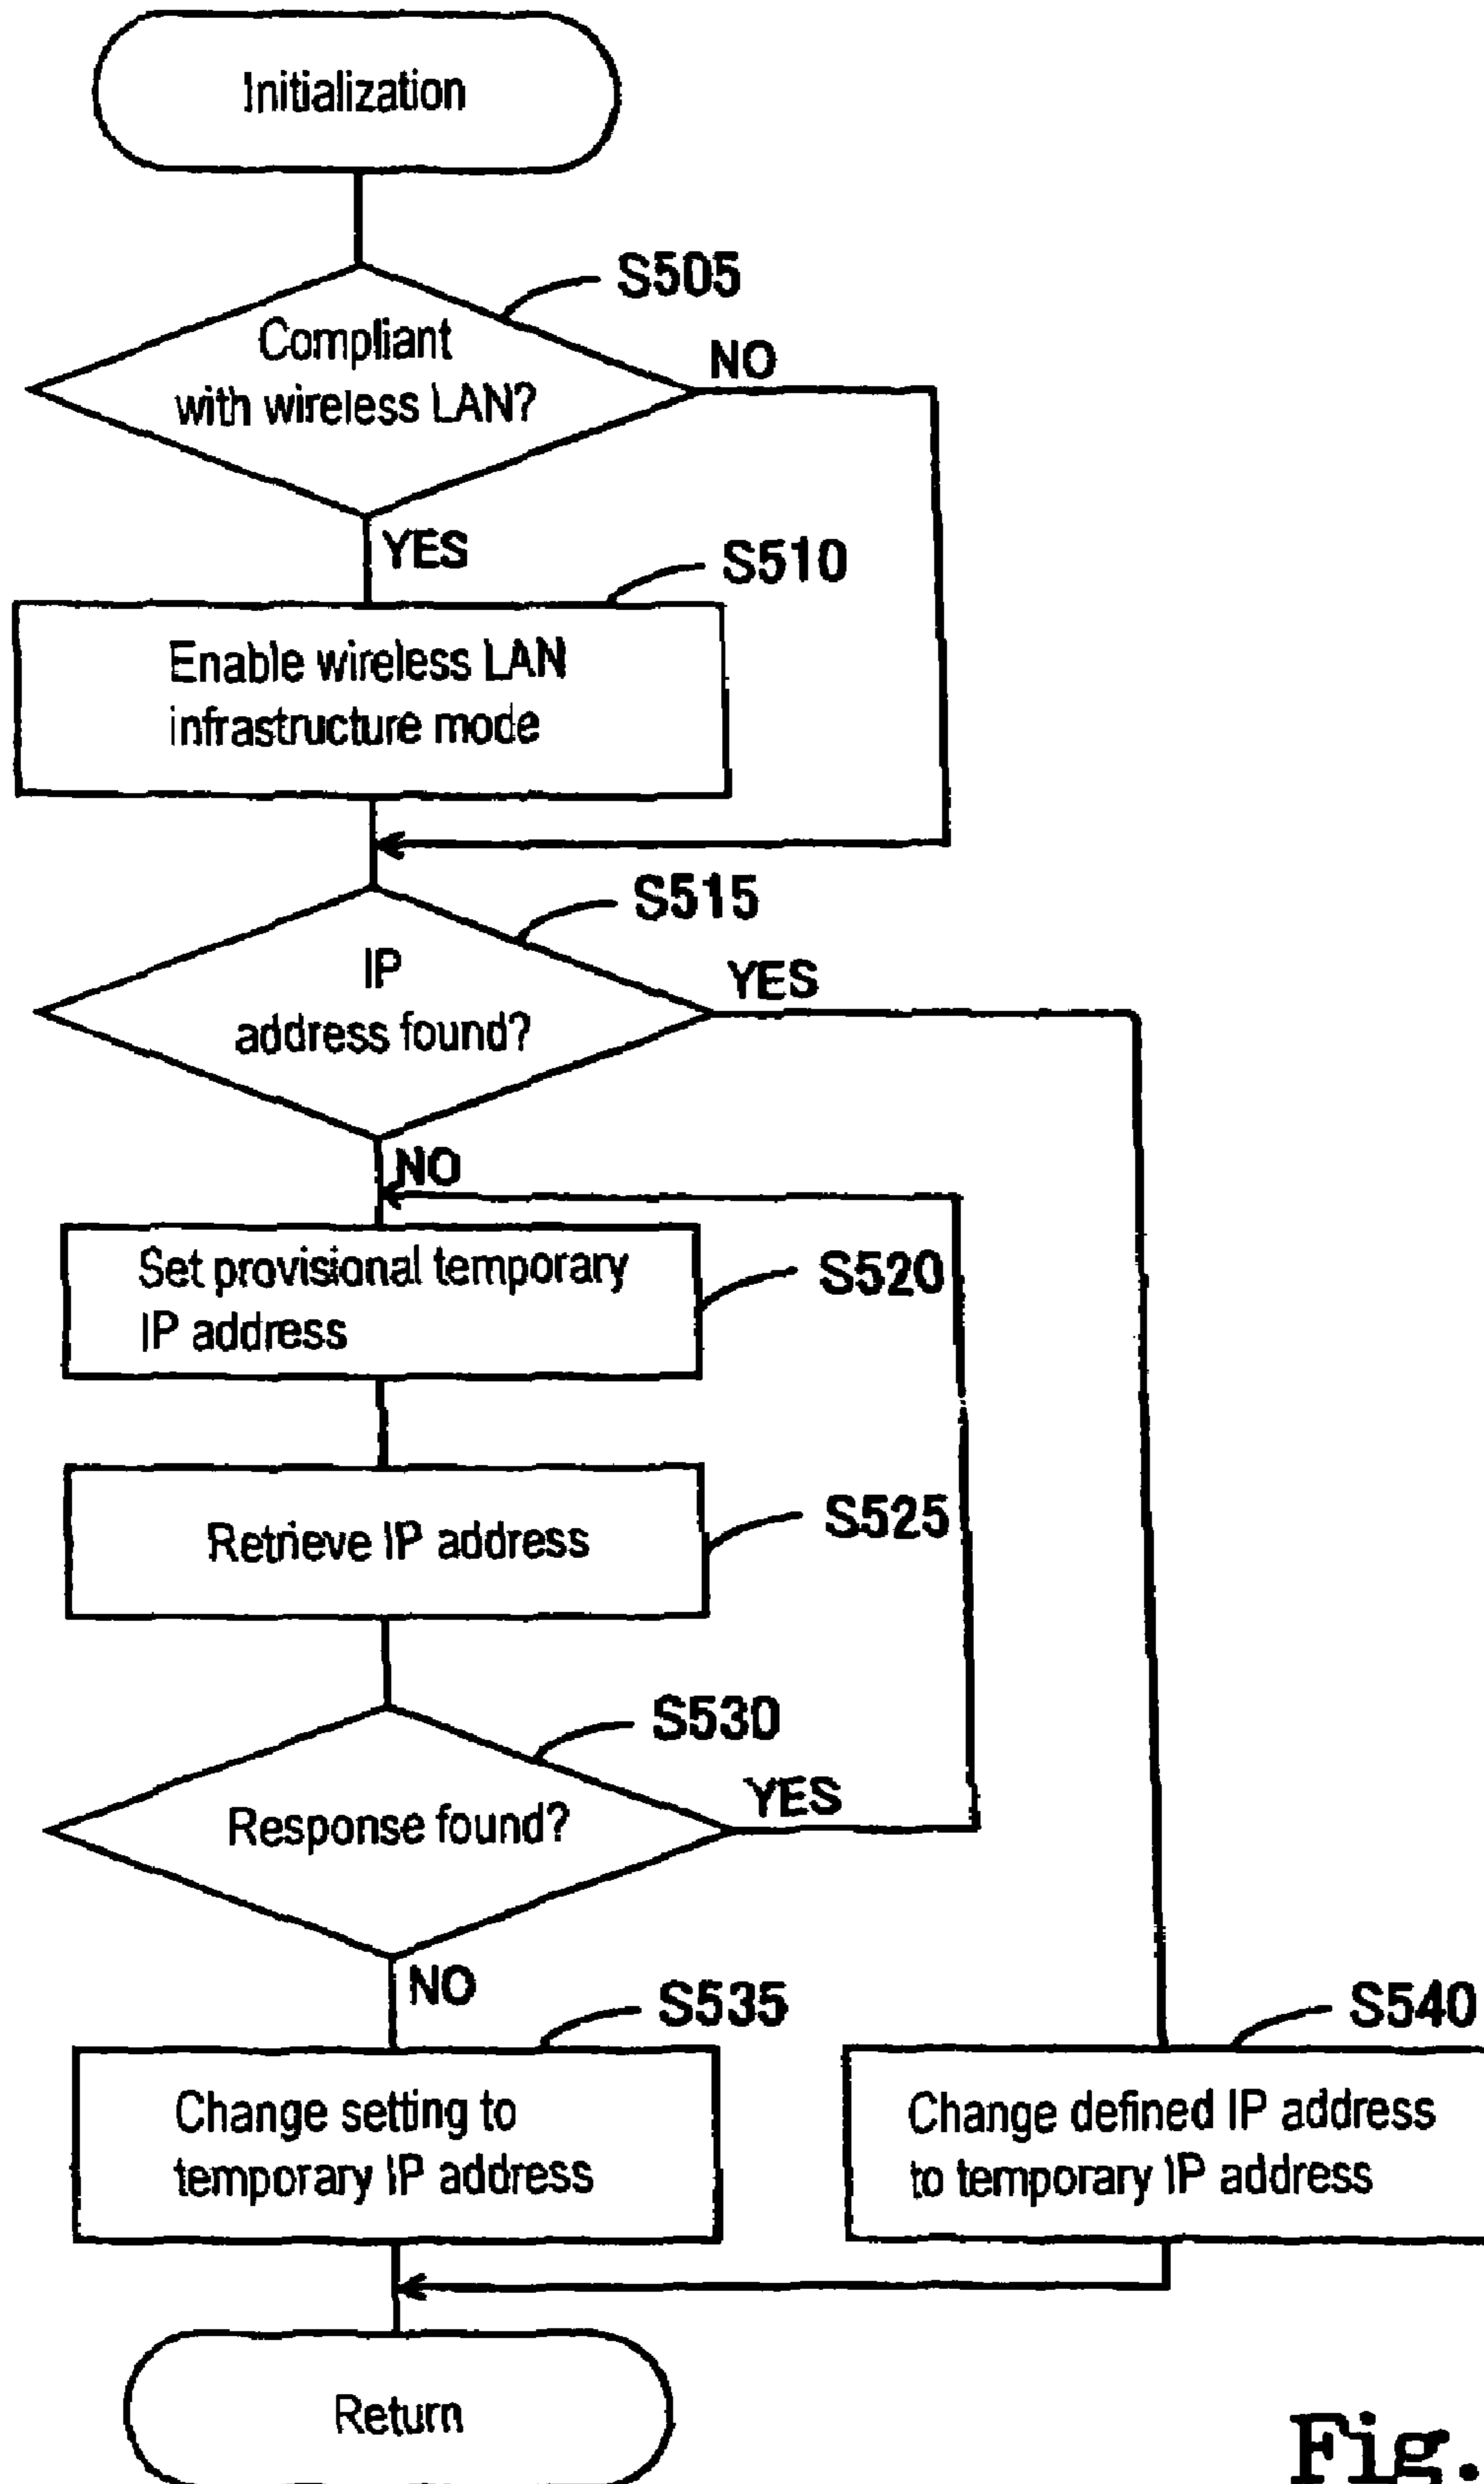 Initialization
S505
Compliant
with wireless LAN?
NO
YES
S510
Enable wireless LAN
infrastructure mode
S515
IP
address found?
YES
NO
Set provisional temporary
IP address
S520
Retrieve IP address
S525
S530
Response found?
YES
NO
S535
Change setting to
temporary IP address
S540
Change defined IP address
to temporary IP address
Return
Fig.